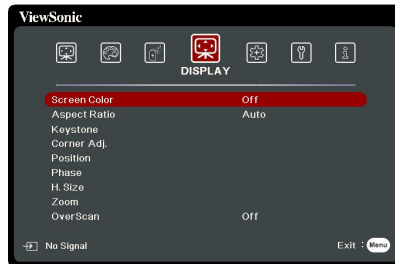 ViewSonic
DISPLAY
Screen Color Off
Aspect Ratio Auto
Keystone
Corner Adj.
Position
Phase
H. Size
Zoom
OverScan Off
No Signal Exit : Menu